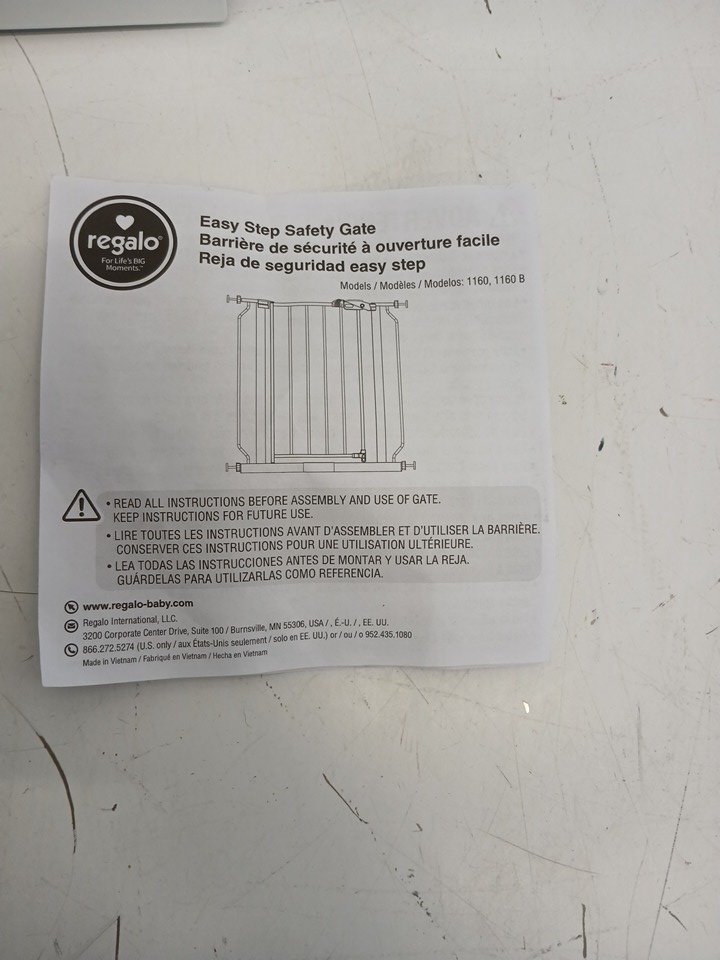 regalo®
For Life's BIG
Moments.™
Easy Step Safety Gate
Barrière de sécurité à ouverture facile
Reja de seguridad easy step
Models / Modèles / Modelos: 1160, 1160 B
• READ ALL INSTRUCTIONS BEFORE ASSEMBLY AND USE OF GATE.
KEEP INSTRUCTIONS FOR FUTURE USE.
• LIRE TOUTES LES INSTRUCTIONS AVANT D'ASSEMBLER ET D'UTILISER LA BARRIÈRE.
CONSERVER CES INSTRUCTIONS POUR UNE UTILISATION ULTÉRIEURE.
• LEA TODAS LAS INSTRUCCIONES ANTES DE MONTAR Y USAR LA REJA.
GUÁRDELAS PARA UTILIZARLAS COMO REFERENCIA.
www.regalo-baby.com
Regalo International, LLC.
3200 Corporate Center Drive, Suite 100 / Burnsville, MN 55306, USA / , É.-U. / , EE. UU.
866.272.5274 (U.S. only / aux États-Unis seulement / solo en EE. UU.) or / ou / o 952.435.1080
Made in Vietnam / Fabriqué en Vietnam / Hecha en Vietnam